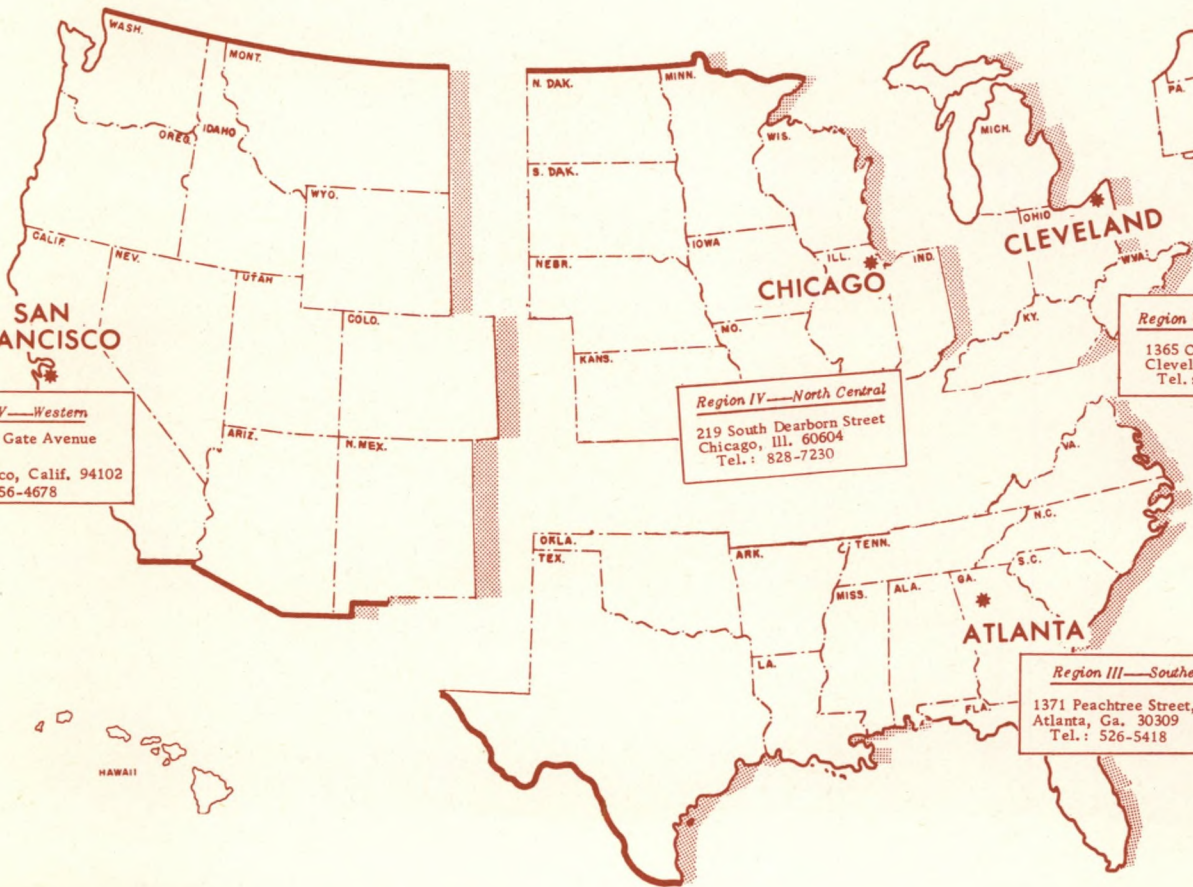 WASH.
MONT.
OREG.
IDAHO
WYO.
CALIF.
NEV.
UTAH
COLO.
ARIZ.
N.MEX.
SAN
ANCISCO
V—Western
Gate Avenue
co, Calif. 94102
56-4678
HAWAII
N. DAK.
MINN.
S. DAK.
WIS.
NEBR.
IOWA
ILL.
IND.
MO.
KANS.
CHICAGO
Region IV—North Central
219 South Dearborn Street
Chicago, Ill. 60604
Tel.: 828-7230
MICH.
PA.
OHIO
CLEVELAND
W.VA.
KY.
Region
1365 O
Clevel
Tel.:
VA.
N.C.
S.C.
TENN.
OKLA.
TEX.
ARK.
MISS.
ALA.
GA.
LA.
FLA.
ATLANTA
Region III—Southe
1371 Peachtree Street,
Atlanta, Ga. 30309
Tel.: 526-5418